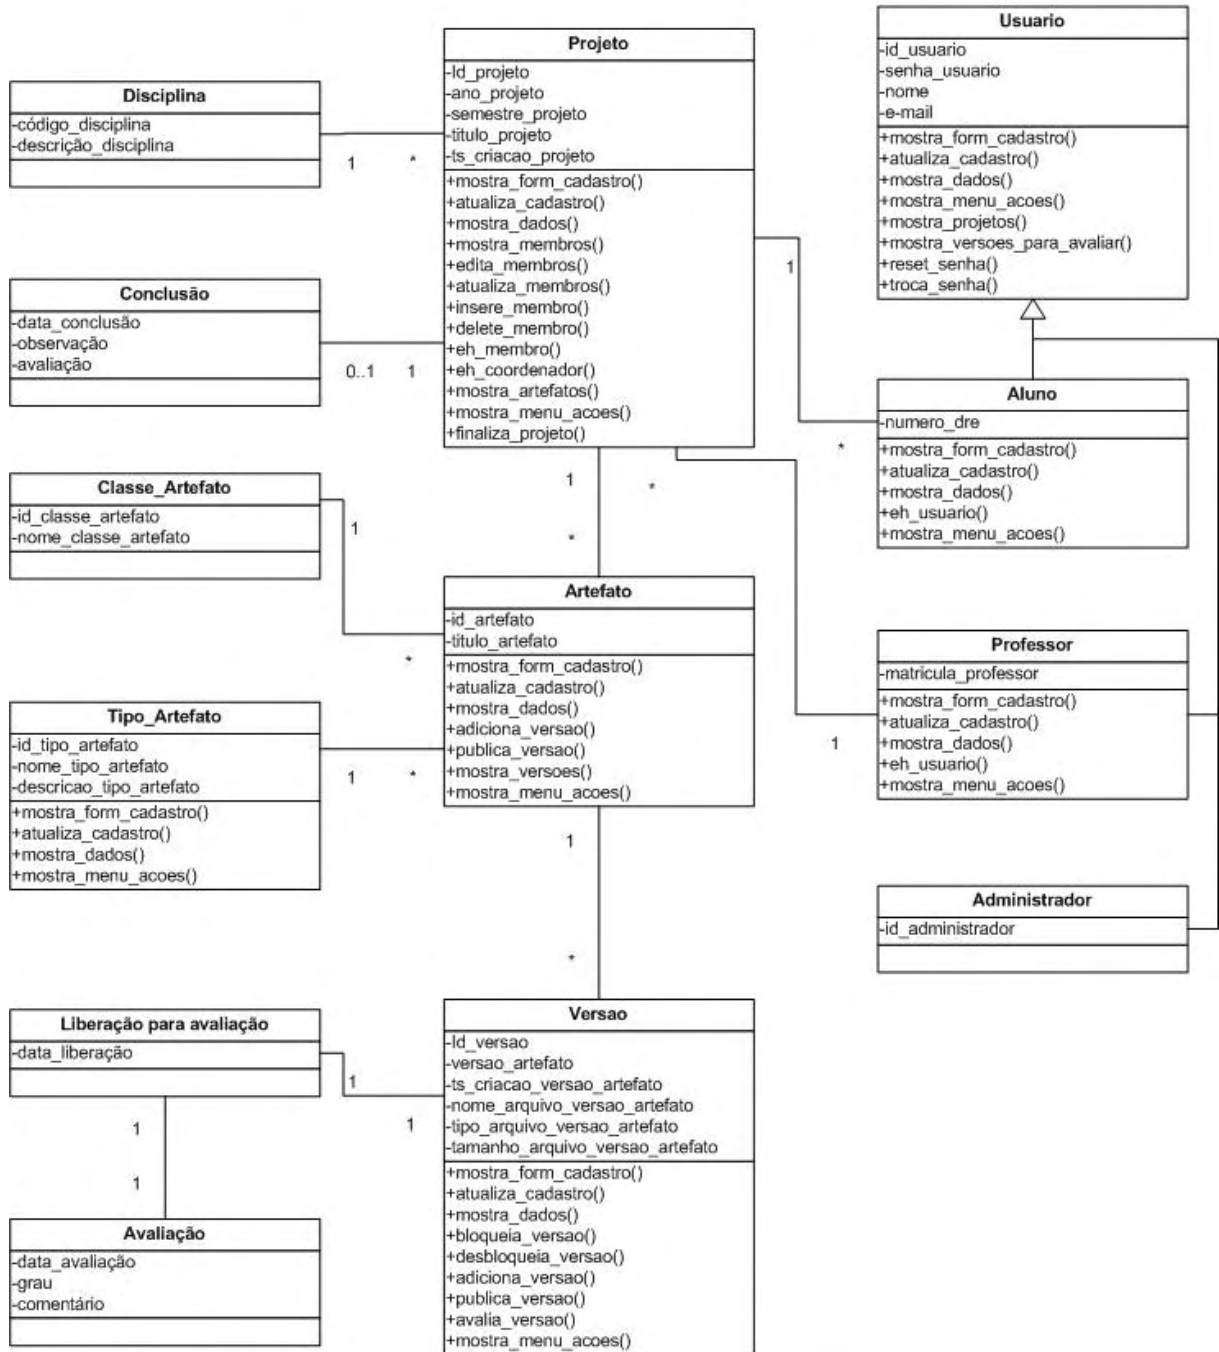 Disciplina
-código_disciplina
-descrição_disciplina
1
*
Conclusão
-data_conclusão
-observação
-avaliação
0..1
1
Classe_Artefato
-id_classe_artefato
-nome_classe_artefato
1
*
Tipo_Artefato
-id_tipo_artefato
-nome_tipo_artefato
-descricao_tipo_artefato
+mostra_form_cadastro()
+atualiza_cadastro()
+mostra_dados()
+mostra_menu_acoes()
1
*
Liberação para avaliação
-data_liberação
1
1
1
1
Avaliação
-data_avaliação
-grau
-comentário
Projeto
-Id_projeto
-ano_projeto
-semestre_projeto
-titulo_projeto
-ts_criacao_projeto
+mostra_form_cadastro()
+atualiza_cadastro()
+mostra_dados()
+mostra_membros()
+edita_membros()
+atualiza_membros()
+insere_membro()
+delete_membro()
+eh_membro()
+eh_coordenador()
+mostra_artefatos()
+mostra_menu_acoes()
+finaliza_projeto()
1
*
*
Artefato
-id_artefato
-titulo_artefato
+mostra_form_cadastro()
+atualiza_cadastro()
+mostra_dados()
+adiciona_versão()
+publica_versão()
+mostra_versoes()
+mostra_menu_acoes()
1
*
Versao
-Id_versao
-versao_artefato
-ts_criacao_versao_artefato
-nome_arquivo_versao_artefato
-tipo_arquivo_versao_artefato
-tamanho_arquivo_versao_artefato
+mostra_form_cadastro()
+atualiza_cadastro()
+mostra_dados()
+bloqueia_versao()
+desbloqueia_versao()
+adiciona_versão()
+publica_versão()
+avalia_versão()
+mostra_menu_acoes()
Usuario
-id_usuario
-senha_usuario
-nome
-e-mail
+mostra_form_cadastro()
+atualiza_cadastro()
+mostra_dados()
+mostra_menu_acoes()
+mostra_projetos()
+mostra_versoes_para_avaliar()
+reset_senha()
+troca_senha()
1
*
Aluno
-numero_dre
+mostra_form_cadastro()
+atualiza_cadastro()
+mostra_dados()
+eh_usuario()
+mostra_menu_acoes()
1
Professor
-matricula_professor
+mostra_form_cadastro()
+atualiza_cadastro()
+mostra_dados()
+eh_usuario()
+mostra_menu_acoes()
Administrador
-id_administrador